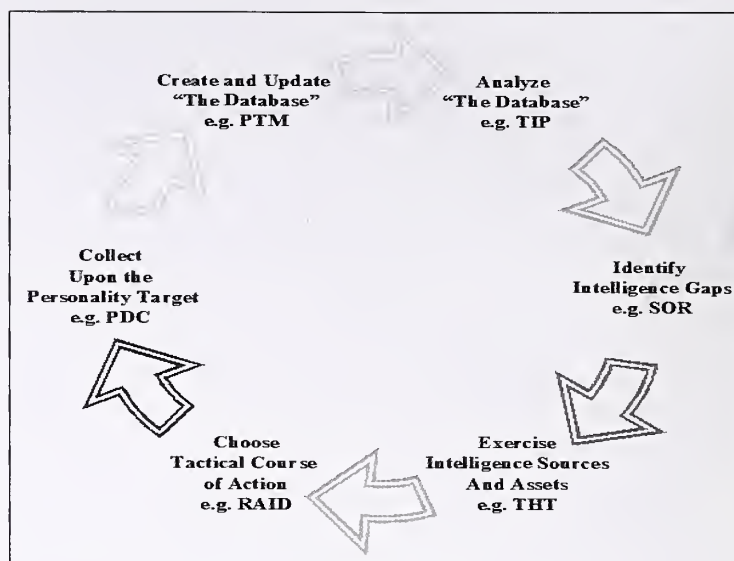 Create and Update
“The Database”
e.g. PTM
Analyze
“The Database”
e.g. TIP
Identify
Intelligence Gaps
e.g. SOR
Exercise
Intelligence Sources
And Assets
e.g. THT
Choose
Tactical Course
of Action
e.g. RAID
Collect
Upon the
Personality Target
e.g. PDC